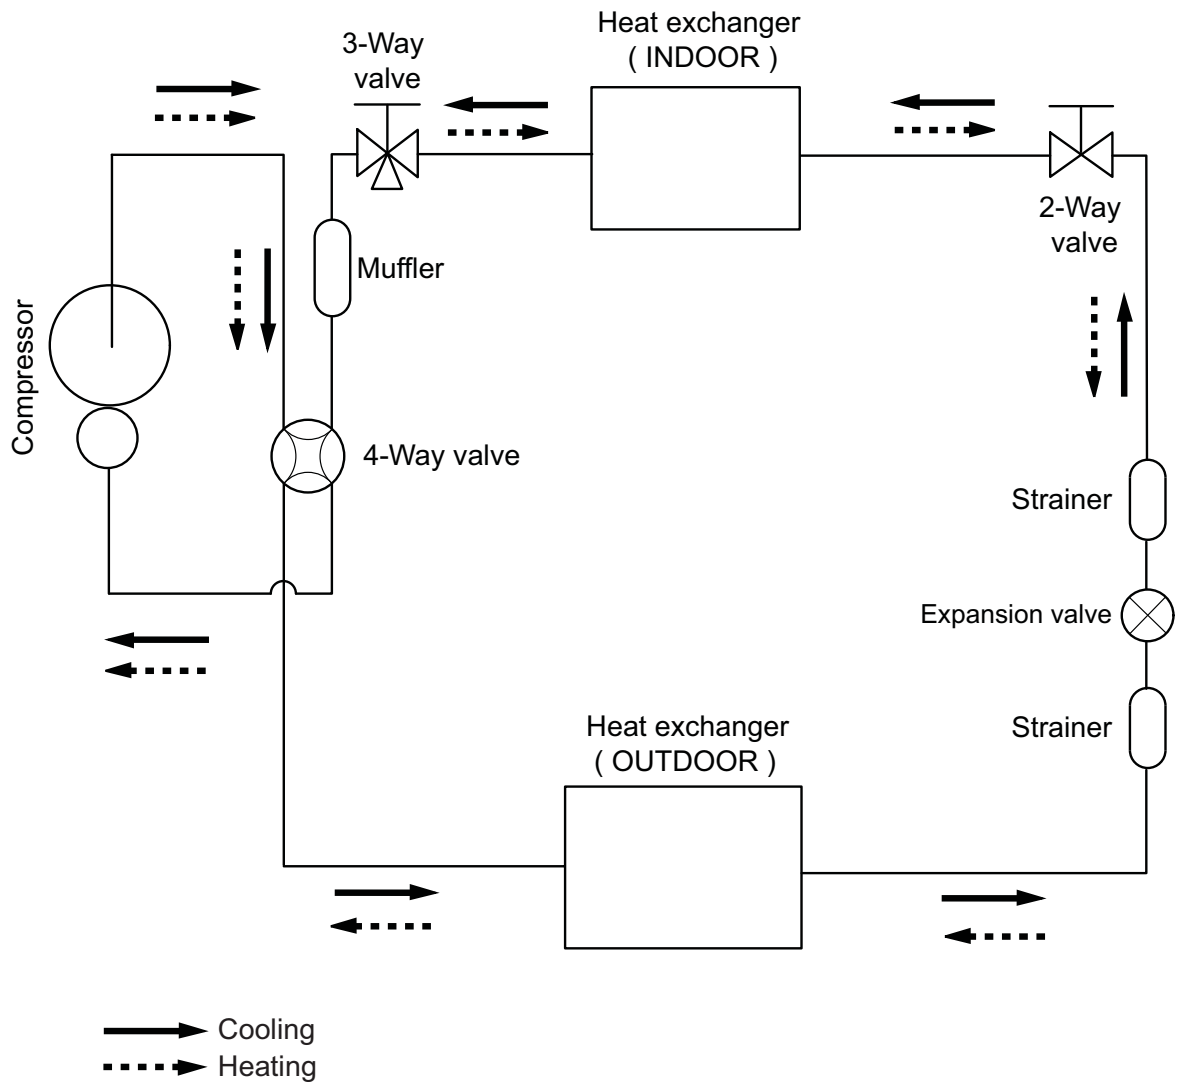 Heat exchanger
( INDOOR )
3-Way
valve
2-Way
valve
Muffler
Compressor
4-Way valve
Strainer
Expansion valve
Strainer
Heat exchanger
( OUTDOOR )
Cooling
Heating